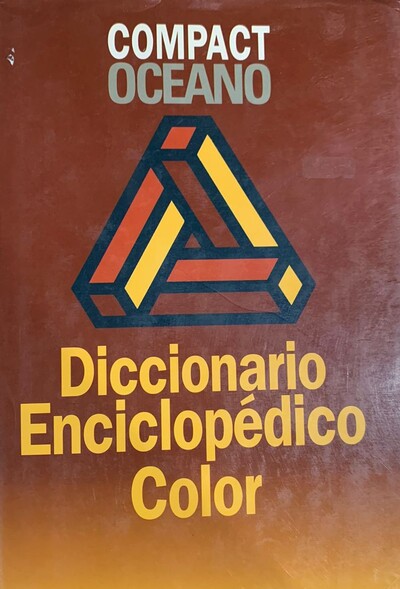 COMPACT
OCEANO
Diccionario
Enciclopédico
Color